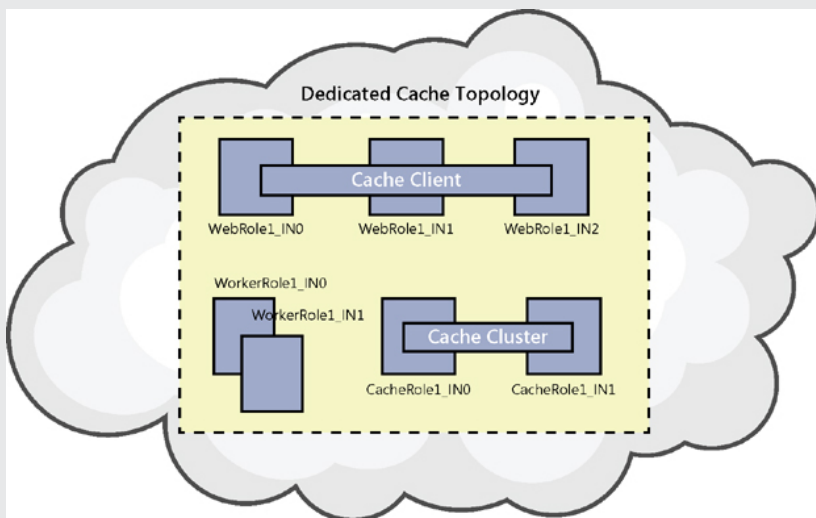 Dedicated Cache Topology
Cache Client
WebRole1_IN0
WebRole1_IN1
WebRole1_IN2
WorkerRole1_IN0
WorkerRole1_IN1
Cache Cluster
CacheRole1_IN0
CacheRole1_IN1